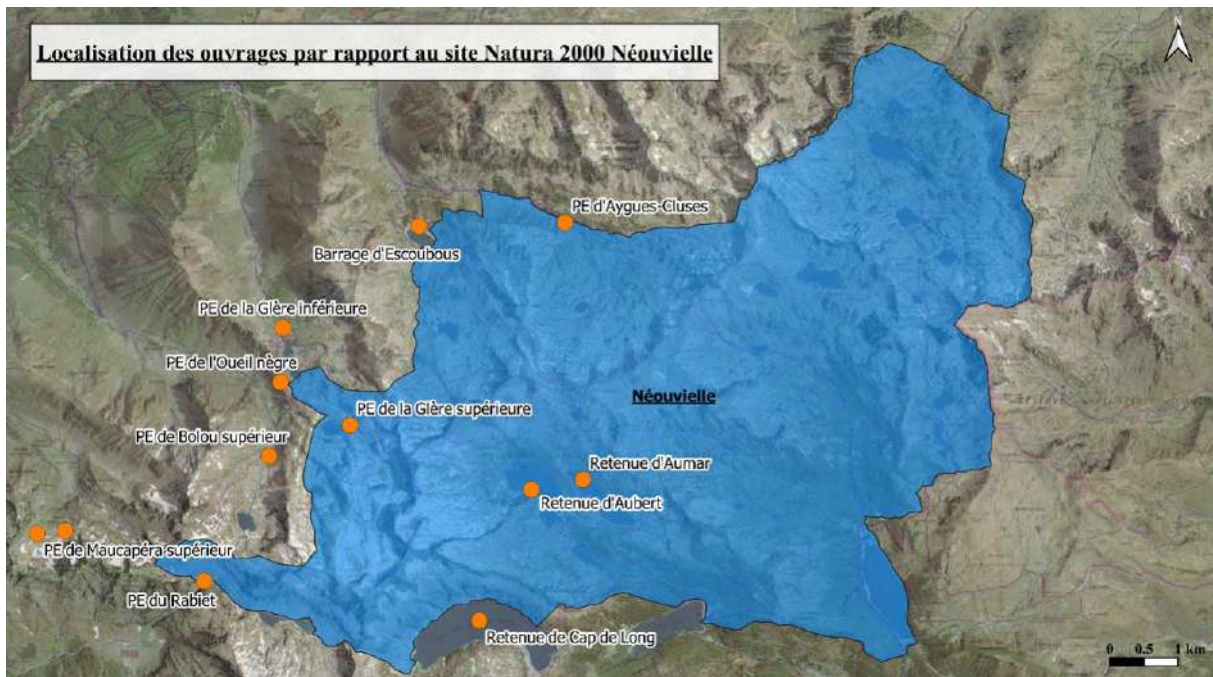 Localisation des ouvrages par rapport au site Natura 2000 Néouvielle
N
PE d'Aygues-Cluses
Barrage d'Escoubous
PE de la Glère inférieure
PE de l'Oueil nègre
Néouvielle
PE de la Glère supérieure
PE de Bolou supérieur
Retenue d'Aumar
Retenue d'Aubert
PE de Maucapéra supérieur
PE du Rabiet
Retenue de Cap de Long
0 0.5 1 km